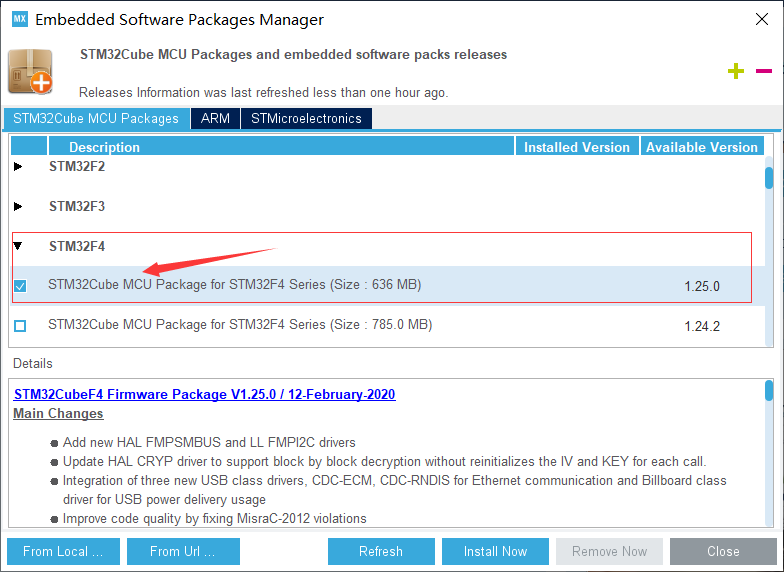 MX Embedded Software Packages Manager
STM32Cube MCU Packages and embedded software packs releases
Releases Information was last refreshed less than one hour ago.
STM32Cube MCU Packages ARM STMicroelectronics
Description Installed Version Available Version
STM32F2
STM32F3
STM32F4
STM32Cube MCU Package for STM32F4 Series (Size : 636 MB) 1.25.0
STM32Cube MCU Package for STM32F4 Series (Size : 785.0 MB) 1.24.2
Details
STM32CubeF4 Firmware Package V1.25.0 / 12-February-2020
Main Changes
Add new HAL FMPSMBUS and LL FMPI2C drivers
Update HAL CRYP driver to support block by block decryption without reinitializes the IV and KEY for each call.
Integration of three new USB class drivers, CDC-ECM, CDC-RNDIS for Ethernet communication and Billboard class
driver for USB power delivery usage
Improve code quality by fixing MisraC-2012 violations
From Local ... From Url ... Refresh Install Now Remove Now Close